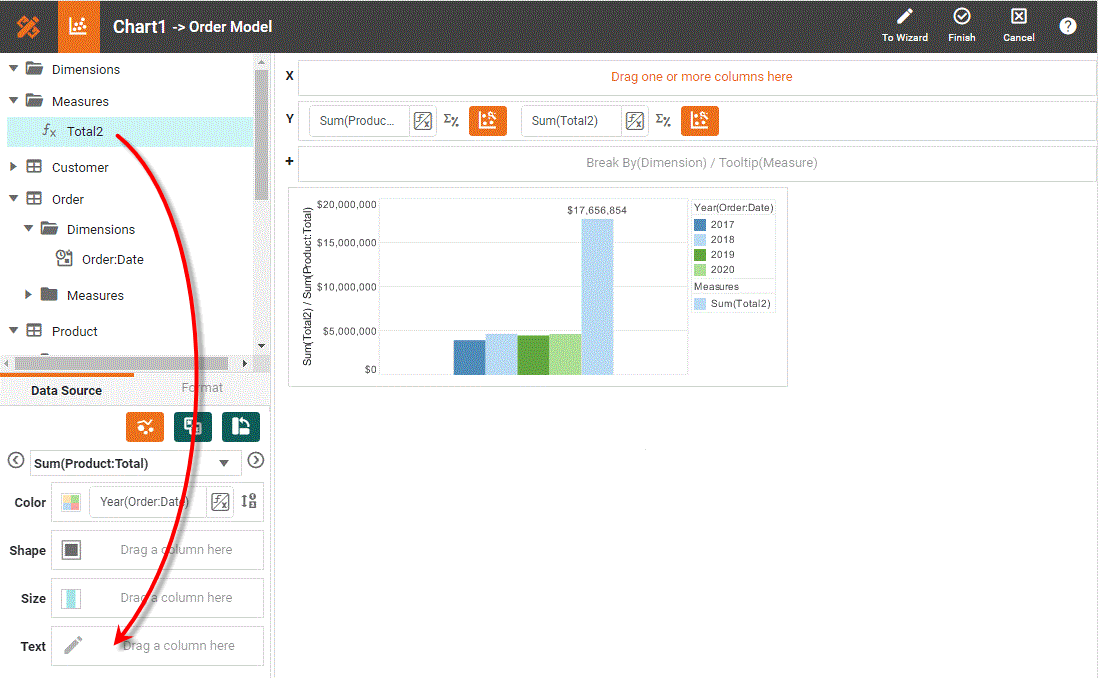 Chart1 -> Order Model
To Wizard
Finish
Cancel
?
Dimensions
Measures
fx Total2
Customer
Order
Dimensions
Order:Date
Measures
Product
Data Source
Format
Sum(Product:Total)
Color
Year(Order:Date)
Shape
Drag a column here
Size
Drag a column here
Text
Drag a column here
X
Drag one or more columns here
Y
Sum(Produc...
Σ%
Sum(Total2)
Σ%
+
Break By(Dimension) / Tooltip(Measure)
Sum(Total2) / Sum(Product:Total)
$20,000,000
$15,000,000
$10,000,000
$5,000,000
$0
$17,656,854
Year(Order:Date)
2017
2018
2019
2020
Measures
Sum(Total2)